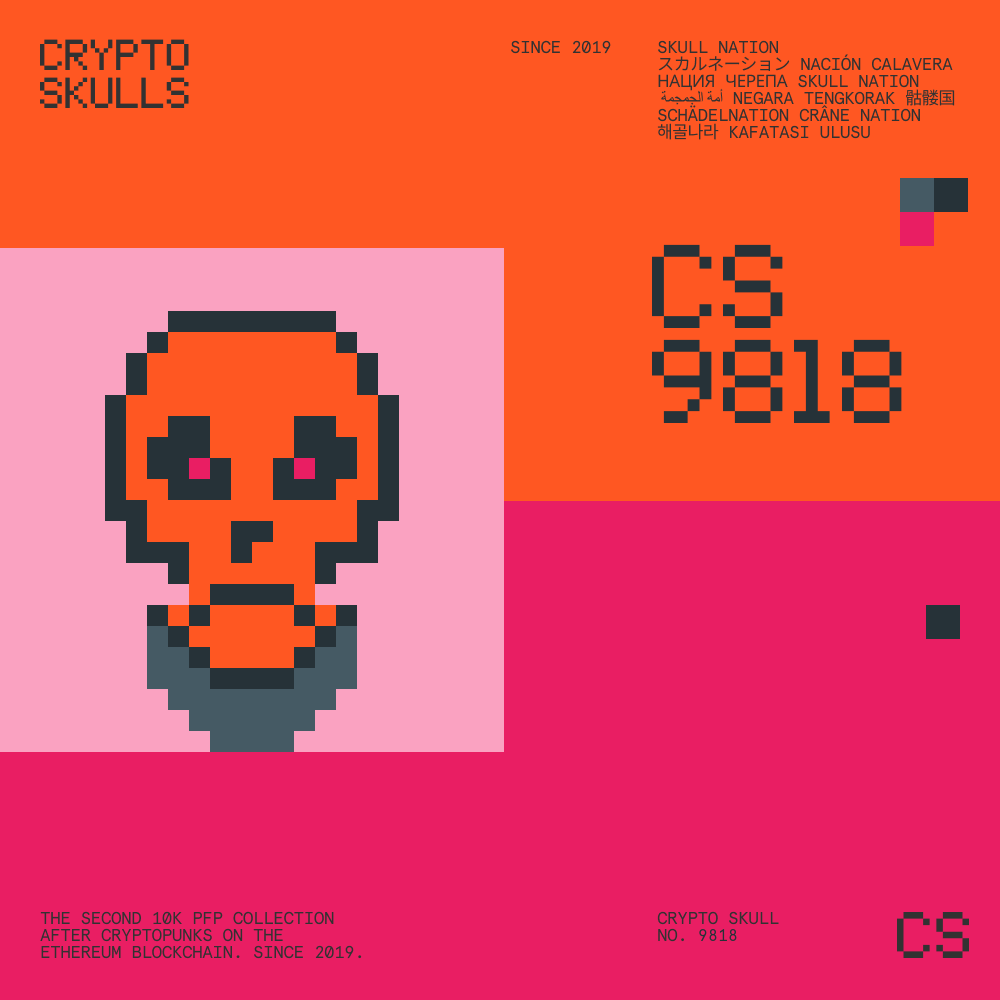 CRYPTO
SKULLS
SINCE 2019
SKULL NATION
スカルネーション NACIÓN CALAVERA
НАЦИЯ ЧЕРЕПА SKULL NATION
أمة الجمجمة NEGARA TENGKORAK 骷髅国
SCHÄDELNATION CRÂNE NATION
해골나라 KAFATASI ULUSU
CS
9818
THE SECOND 10K PFP COLLECTION
AFTER CRYPTOPUNKS ON THE
ETHEREUM BLOCKCHAIN. SINCE 2019.
CRYPTO SKULL
NO. 9818
CS